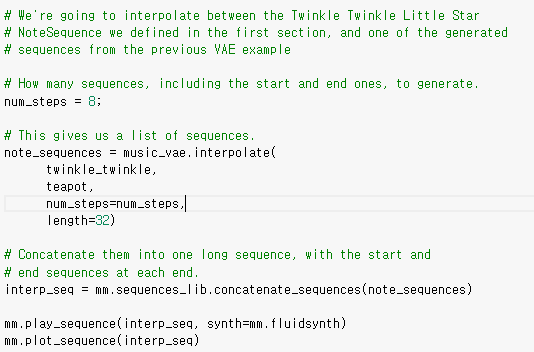 # We're going to interpolate between the Twinkle Twinkle Little Star
# NoteSequence we defined in the first section, and one of the generated
# sequences from the previous VAE example
# How many sequences, including the start and end ones, to generate.
num_steps = 8;
# This gives us a list of sequences.
note_sequences = music_vae.interpolate(
twinkle_twinkle,
teapot,
num_steps=num_steps,
length=32)
# Concatenate them into one long sequence, with the start and
# end sequences at each end.
interp_seq = mm.sequences_lib.concatenate_sequences(note_sequences)
mm.play_sequence(interp_seq, synth=mm.fluidsynth)
mm.plot_sequence(interp_seq)